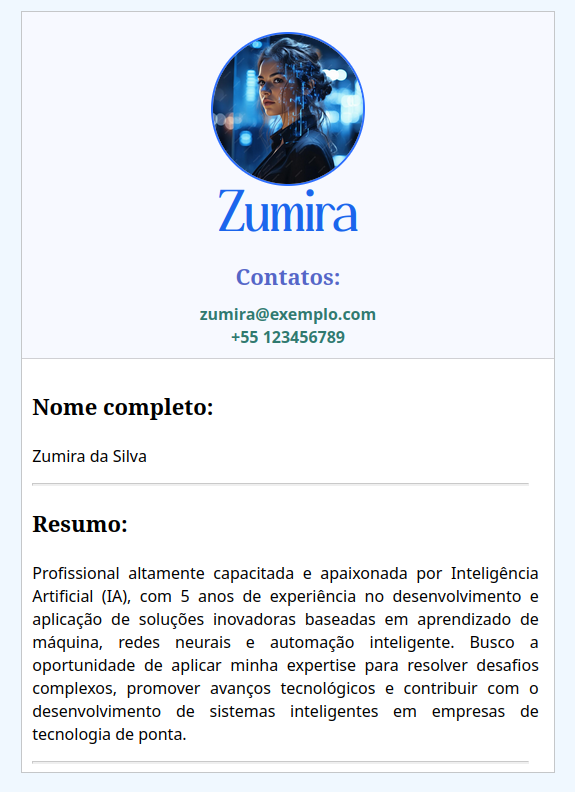 Zumira
Contatos:
zumira@exemplo.com
+55 123456789
Nome completo:
Zumira da Silva
Resumo:
Profissional altamente capacitada e apaixonada por Inteligência
Artificial (IA), com 5 anos de experiência no desenvolvimento e
aplicação de soluções inovadoras baseadas em aprendizado de
máquina, redes neurais e automação inteligente. Busco a
oportunidade de aplicar minha expertise para resolver desafios
complexos, promover avanços tecnológicos e contribuir com o
desenvolvimento de sistemas inteligentes em empresas de
tecnologia de ponta.